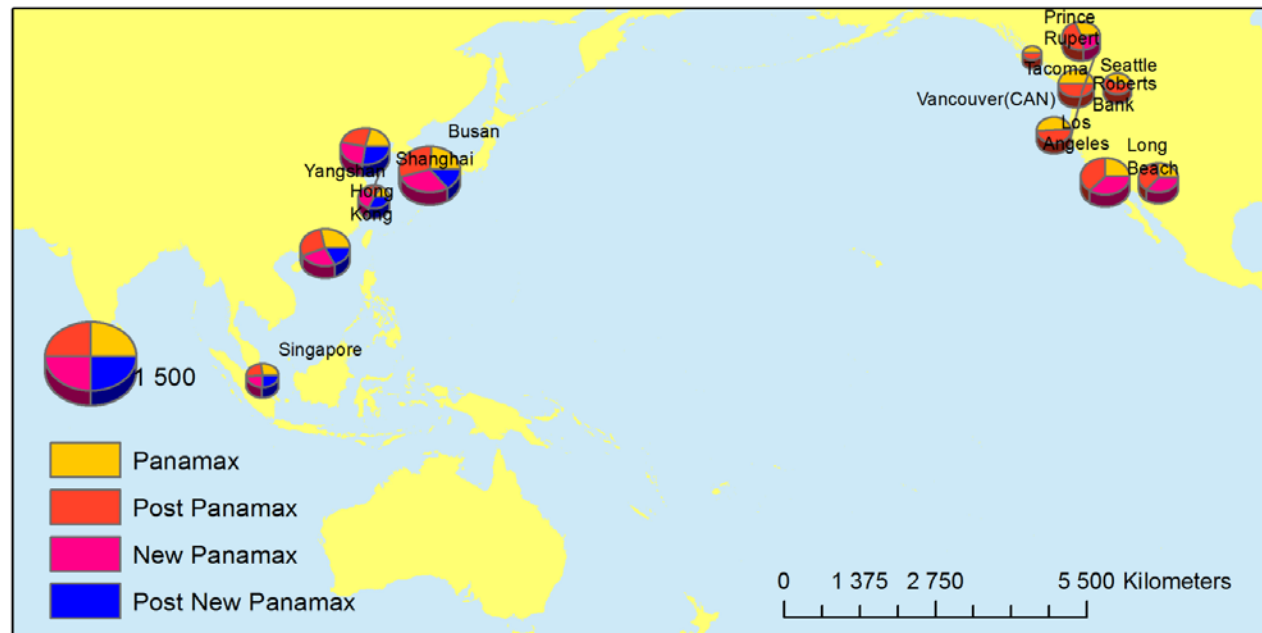 Prince
Rupert
Tacoma
Seattle
Vancouver(CAN)
Roberts
Bank
Los
Angeles
Long
Beach
Busan
Shanghai
Yangshan
Hong
Kong
Singapore
1 500
Panamax
Post Panamax
New Panamax
Post New Panamax
0 1 375 2 750 5 500 Kilometers